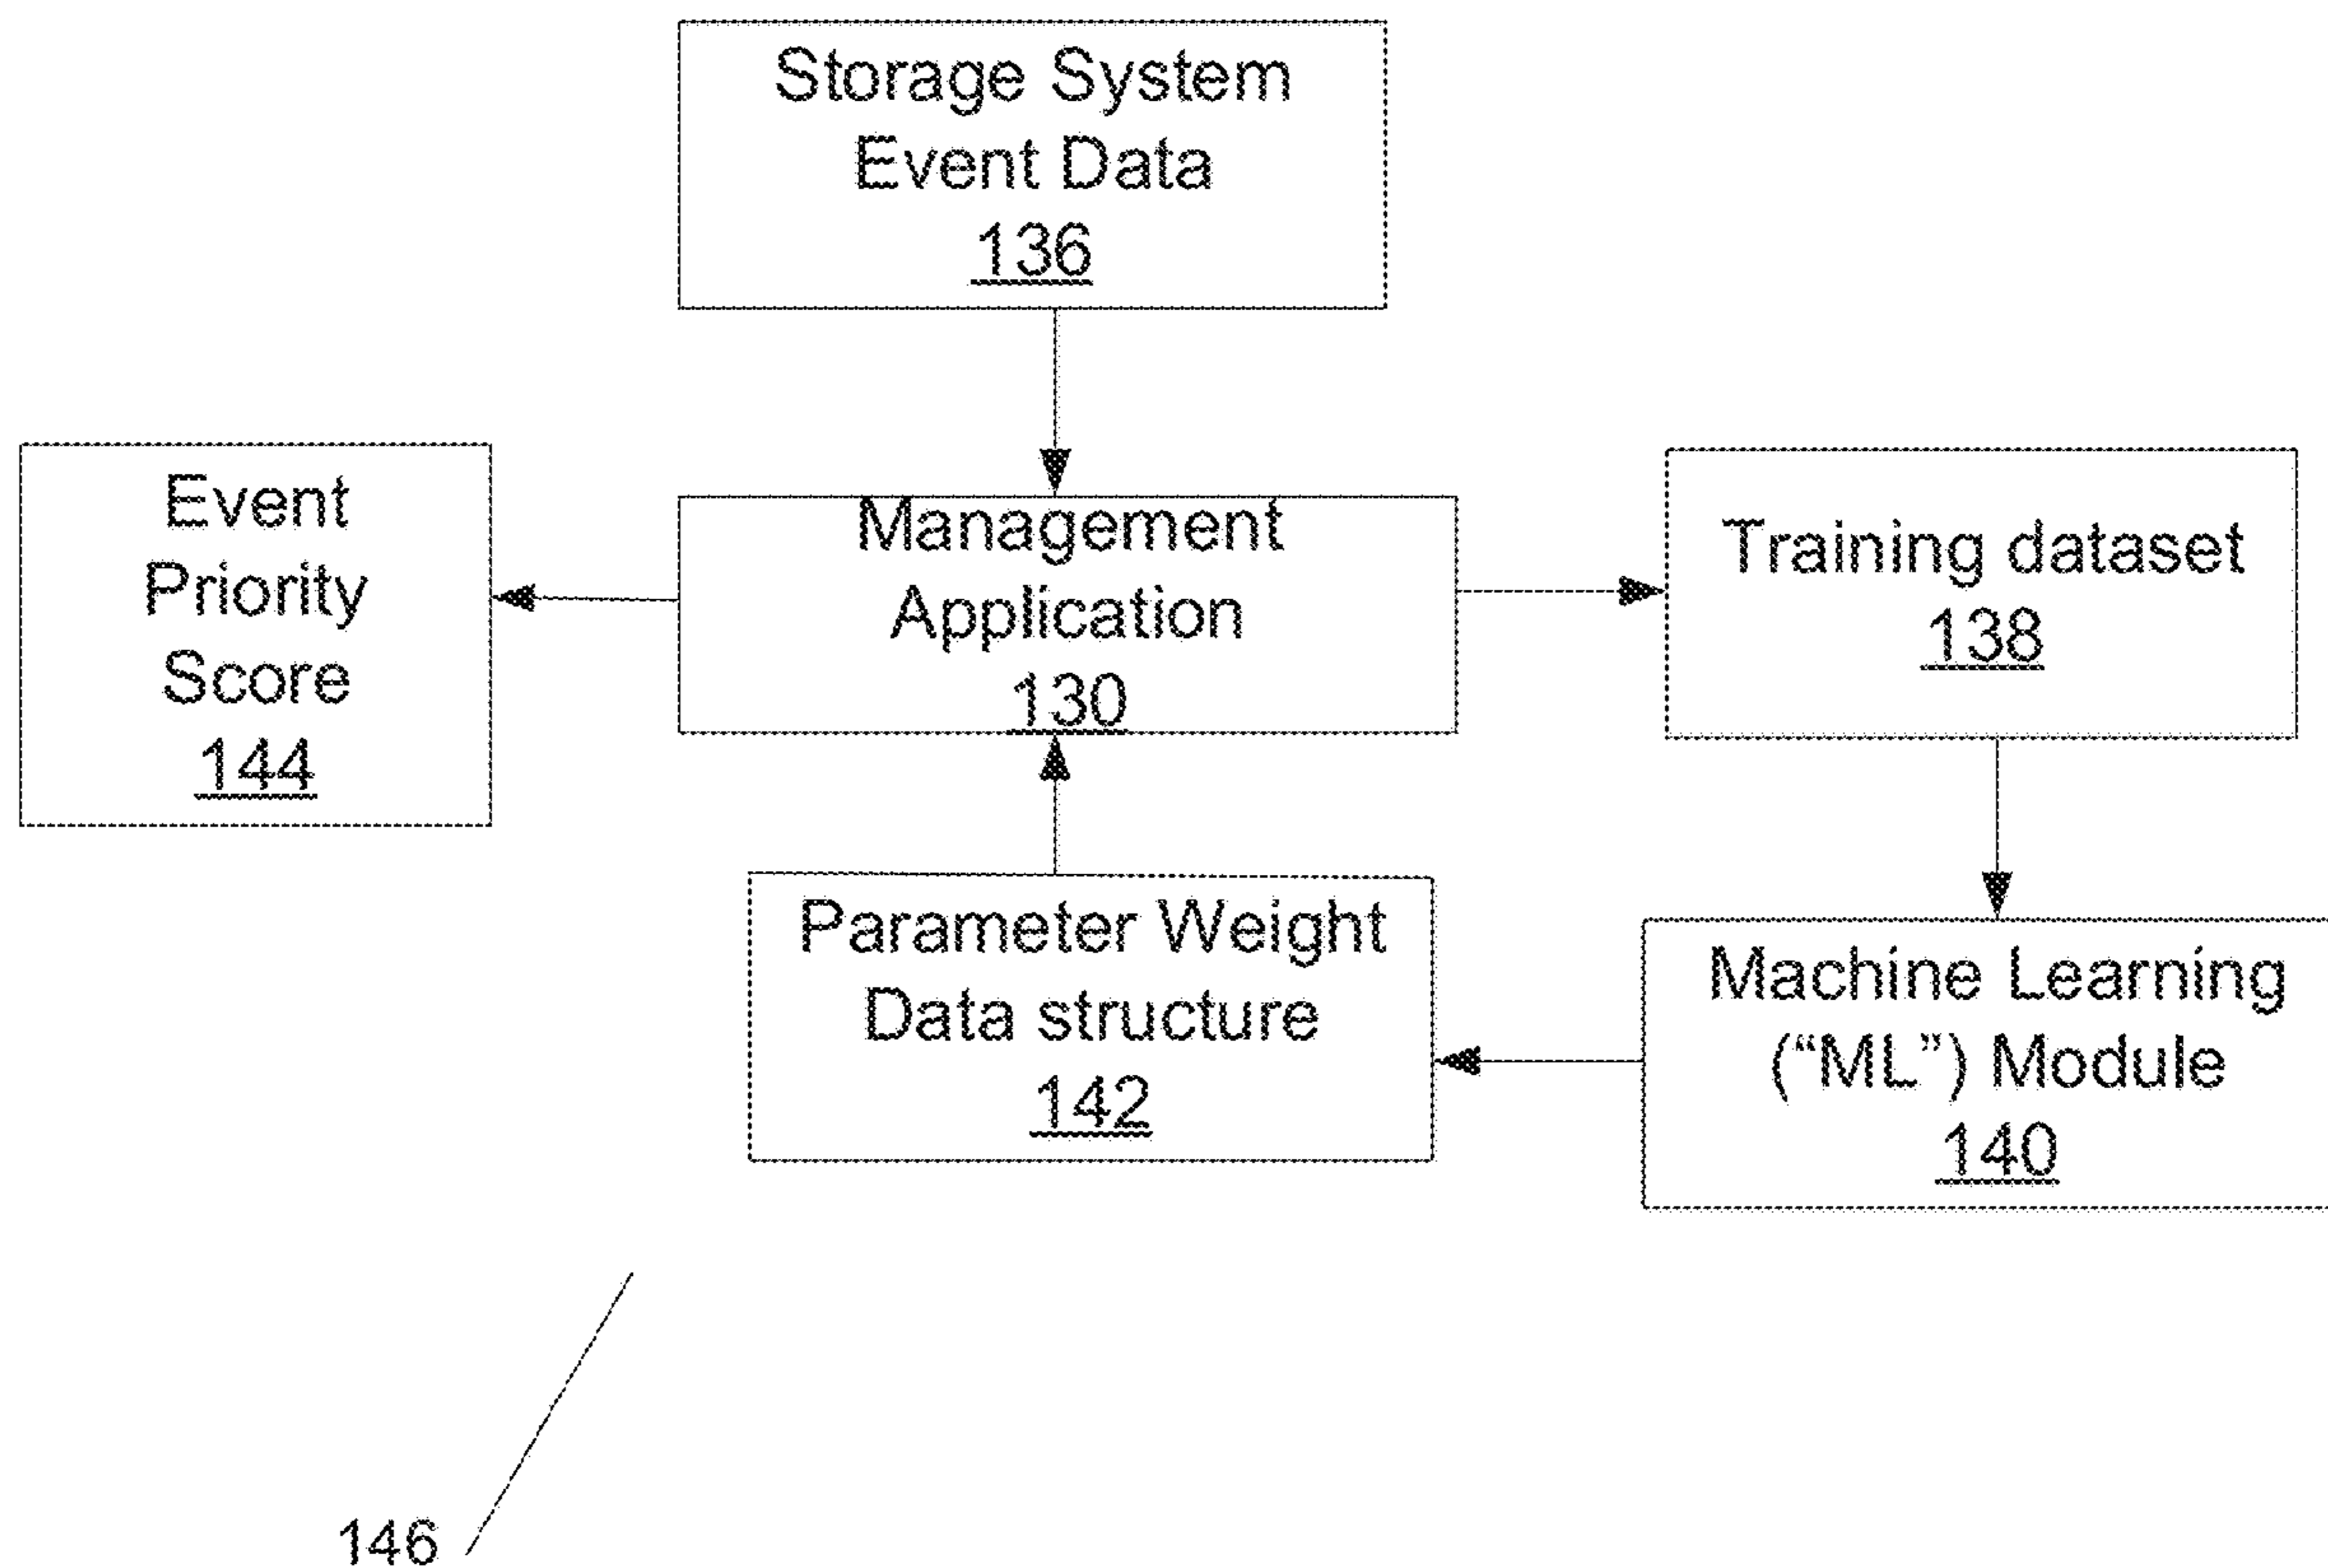 Storage System
Event Data
136
Event
Priority
Score
144
Management
Application
130
Training dataset
138
Parameter Weight
Data structure
142
Machine Learning
(“ML”) Module
140
146